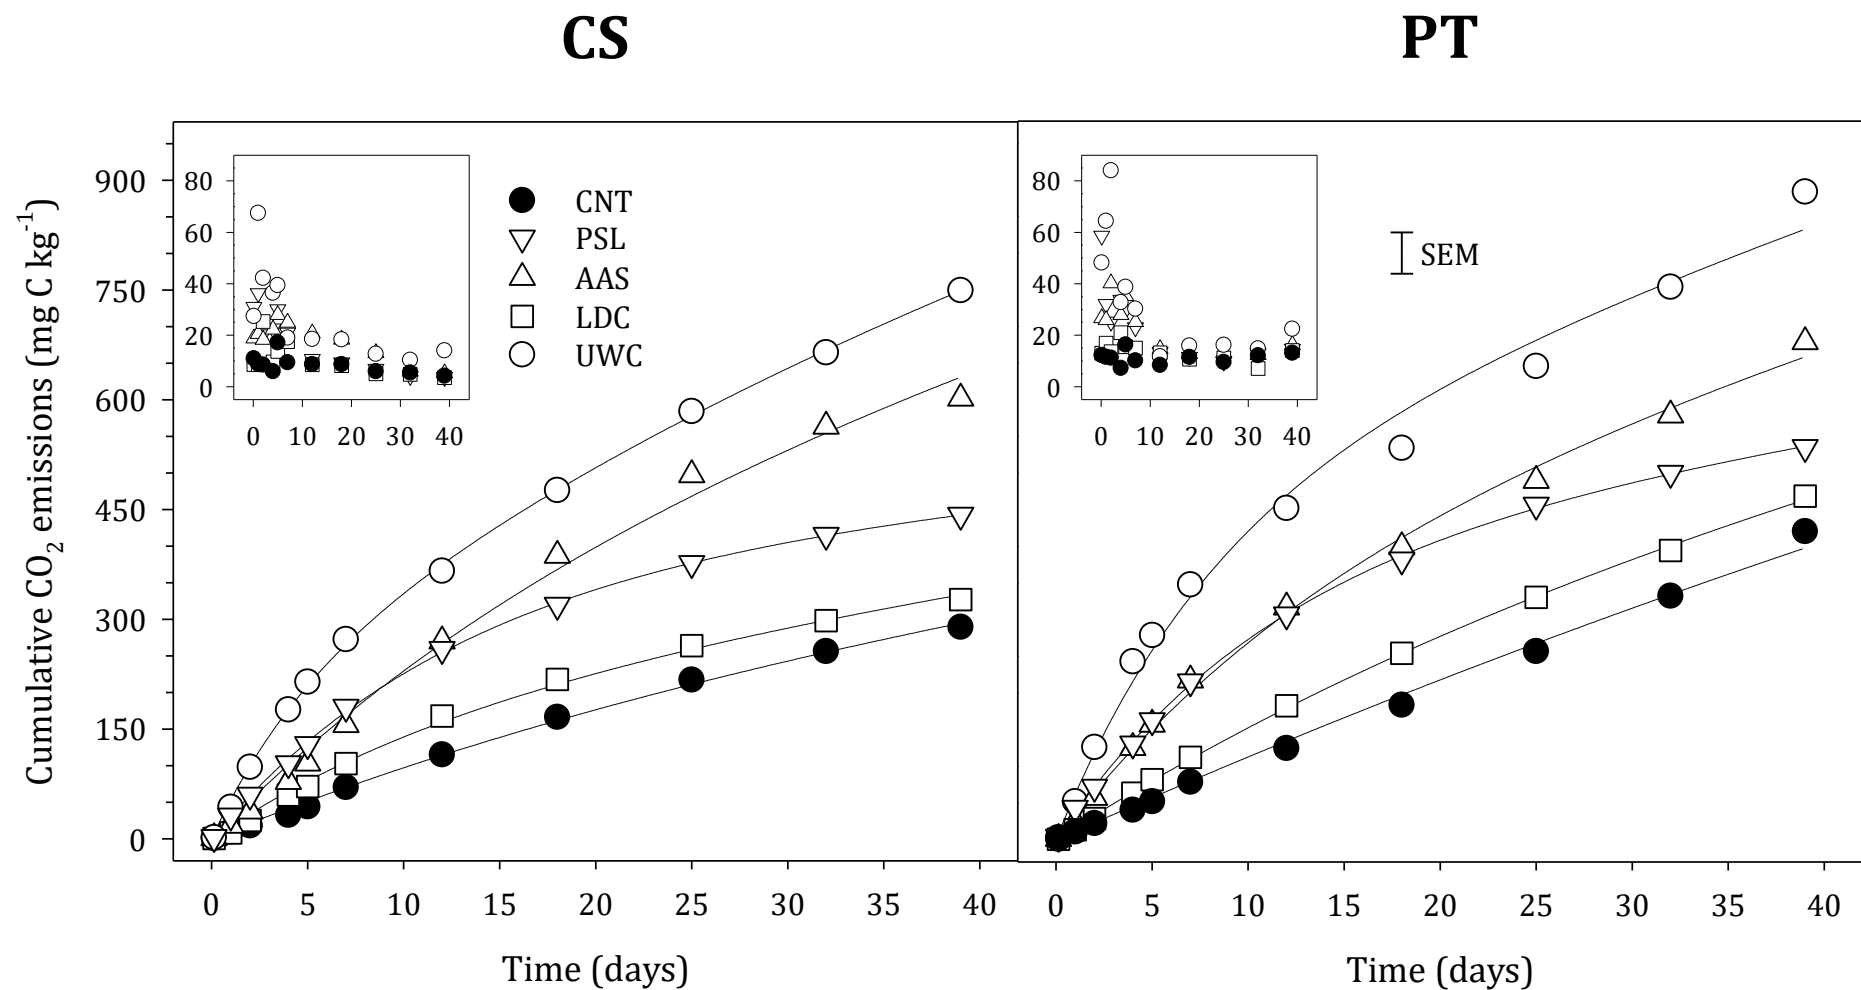 CS
PT
Cumulative CO2 emissions (mg C kg-1)
900
750
600
450
300
150
0
80
60
40
20
0
0 10 20 30 40
CNT
PSL
AAS
LDC
UWC
80
60
40
20
0
0 10 20 30 40
SEM
0 5 10 15 20 25 30 35 40
0 5 10 15 20 25 30 35 40
Time (days)
Time (days)